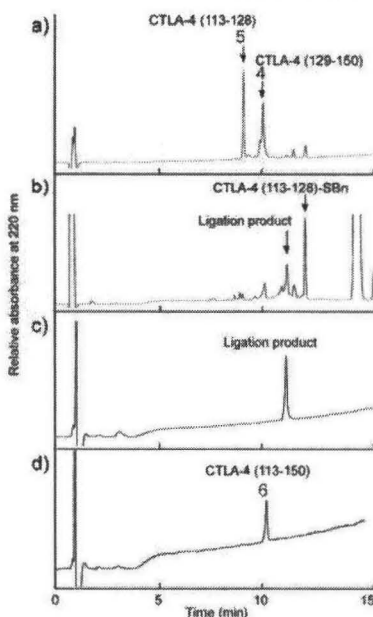 a)
CTLA-4 (113-128)
5
CTLA-4 (129-150)
4
b)
CTLA-4 (113-128)-SBn
Ligation product
c)
Ligation product
d)
CTLA-4 (113-150)
6
Relative absorbance at 220 nm
0 5 10 15
Time (min)